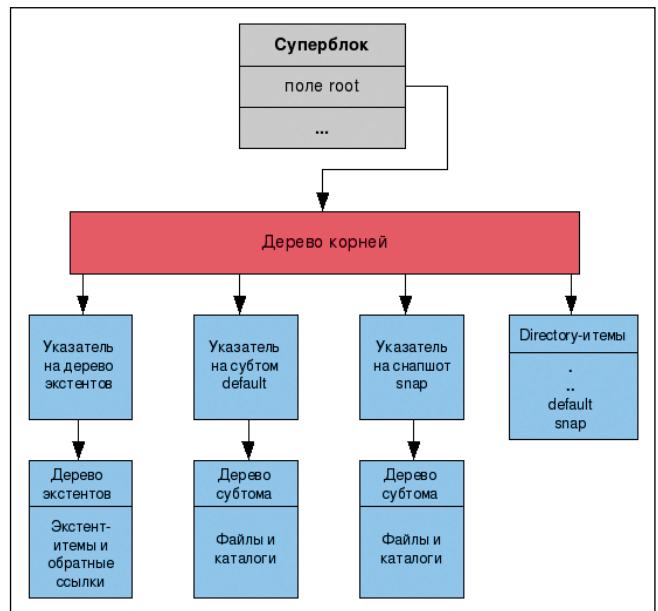 Суперблок
поле root
...
Дерево корней
Указатель
на дерево
экстентов
Указатель
на субтом
default
Указатель
на снапшот
snap
Directory-итемы
.
..
default
snap
Дерево
экстентов
Экстент-
итемы и
обратные
ссылки
Дерево
субтома
Файлы и
каталоги
Дерево
субтома
Файлы и
каталоги